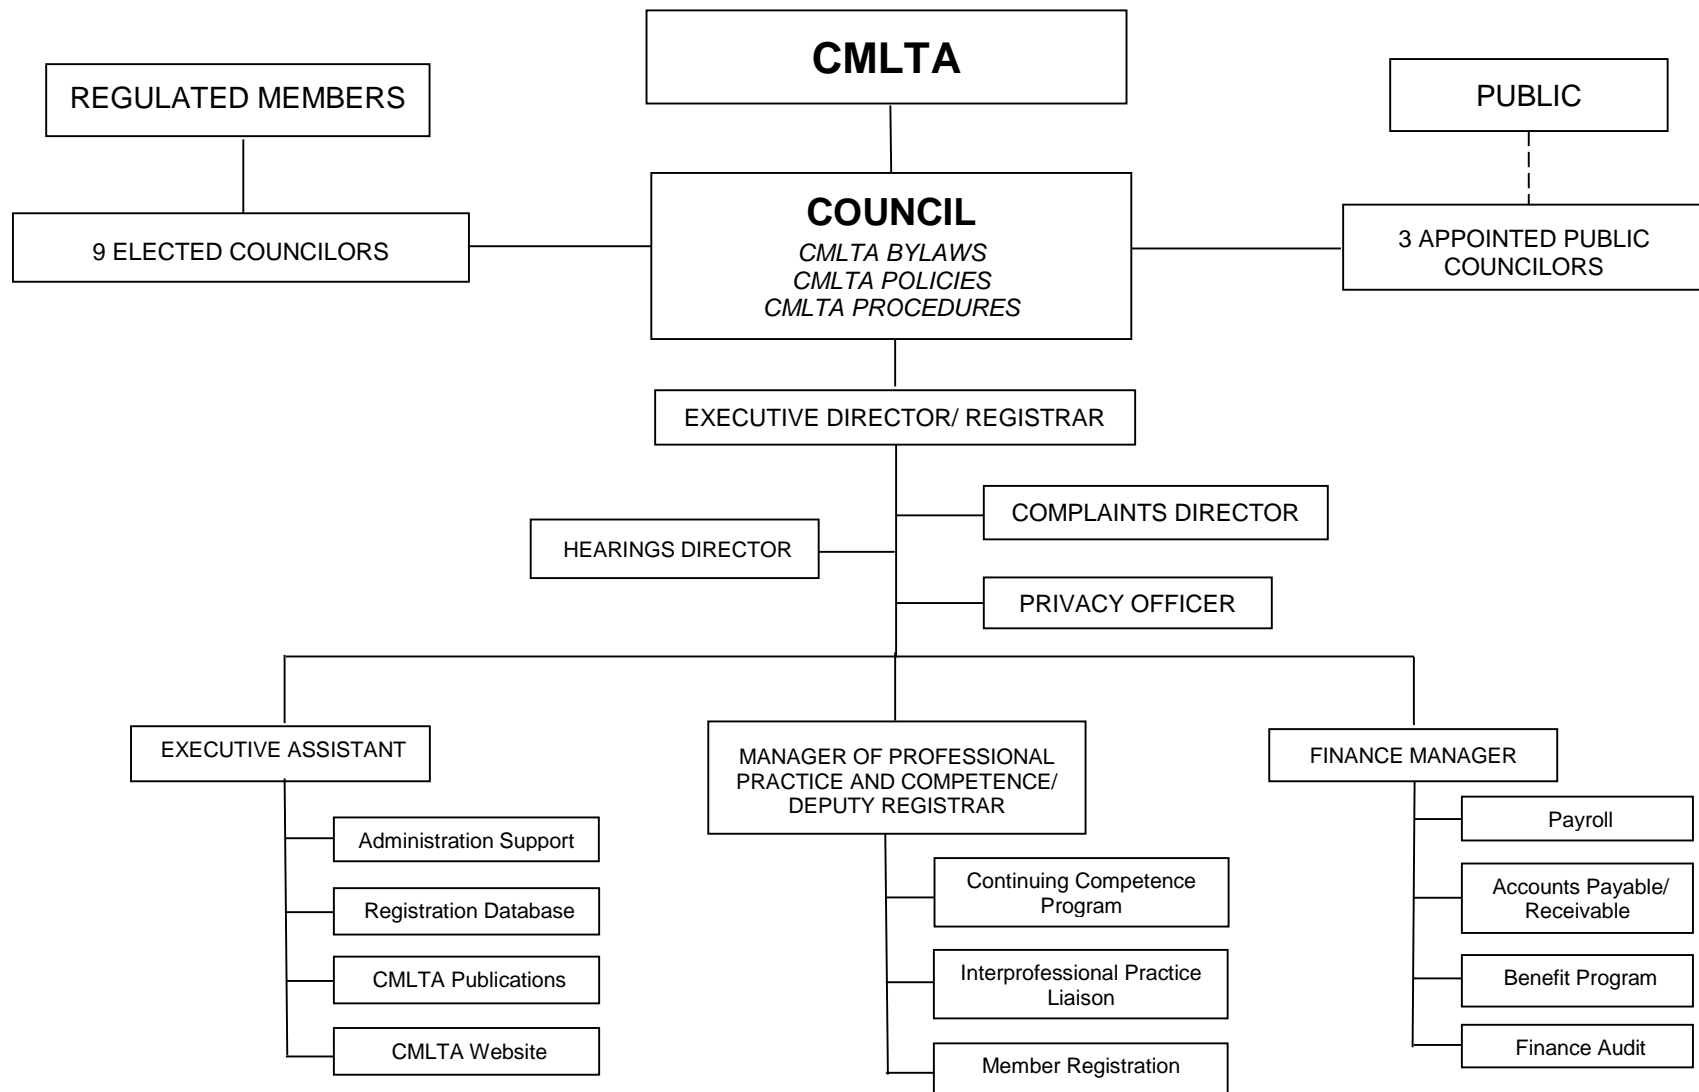 CMLTA
REGULATED MEMBERS
PUBLIC
COUNCIL
CMLTA BYLAWS
CMLTA POLICIES
CMLTA PROCEDURES
9 ELECTED COUNCILORS
3 APPOINTED PUBLIC
COUNCILORS
EXECUTIVE DIRECTOR/ REGISTRAR
COMPLAINTS DIRECTOR
HEARINGS DIRECTOR
PRIVACY OFFICER
EXECUTIVE ASSISTANT
Administration Support
Registration Database
CMLTA Publications
CMLTA Website
MANAGER OF PROFESSIONAL
PRACTICE AND COMPETENCE/
DEPUTY REGISTRAR
Continuing Competence
Program
Interprofessional Practice
Liaison
Member Registration
FINANCE MANAGER
Payroll
Accounts Payable/
Receivable
Benefit Program
Finance Audit